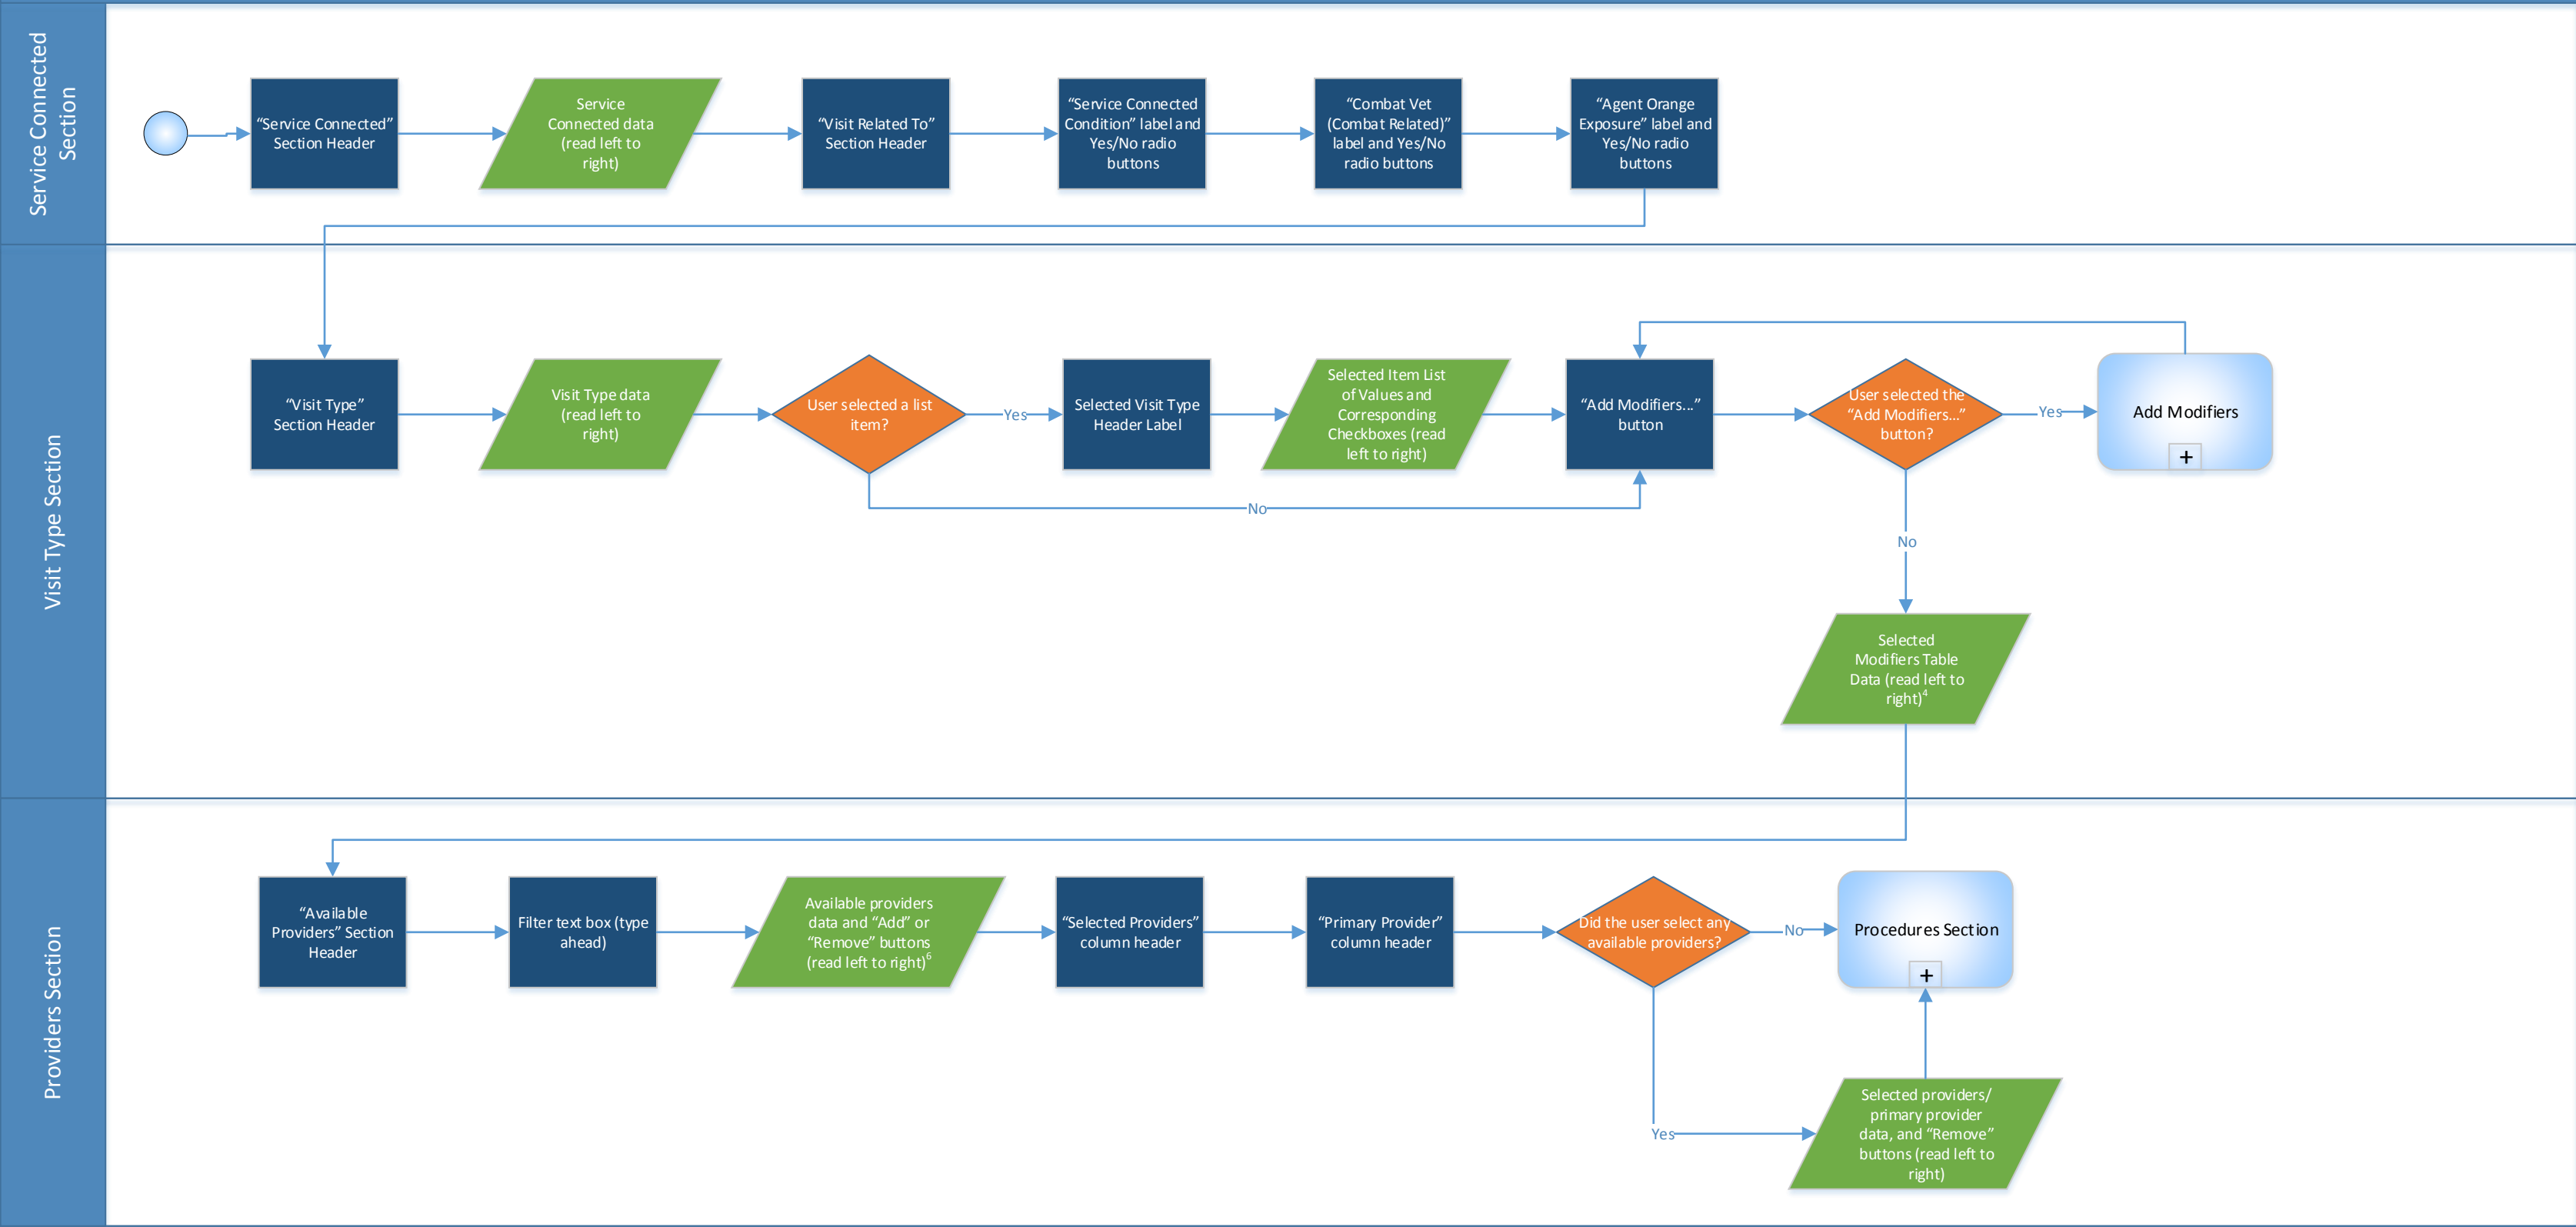 Service Connected
Section
“Service Connected”
Section Header
Service
Connected data
(read left to
right)
“Visit Related To”
Section Header
“Service Connected
Condition” label and
Yes/No radio
buttons
“Combat Vet
(Combat Related)”
label and Yes/No
radio buttons
“Agent Orange
Exposure” label and
Yes/No radio
buttons
Visit Type Section
“Visit Type”
Section Header
Visit Type data
(read left to
right)
User selected a list
item?
Yes
No
Selected Visit Type
Header Label
Selected Item List
of Values and
Corresponding
Checkboxes (read
left to right)
“Add Modifiers...”
button
User selected the
“Add Modifiers...”
button?
Yes
Add Modifiers
+
No
Selected
Modifiers Table
Data (read left to
right)4
Providers Section
“Available
Providers” Section
Header
Filter text box (type
ahead)
Available providers
data and “Add” or
“Remove” buttons
(read left to right)6
“Selected Providers”
column header
“Primary Provider”
column header
Did the user select any
available providers?
No
Procedures Section
+
Yes
Selected providers/
primary provider
data, and “Remove”
buttons (read left to
right)